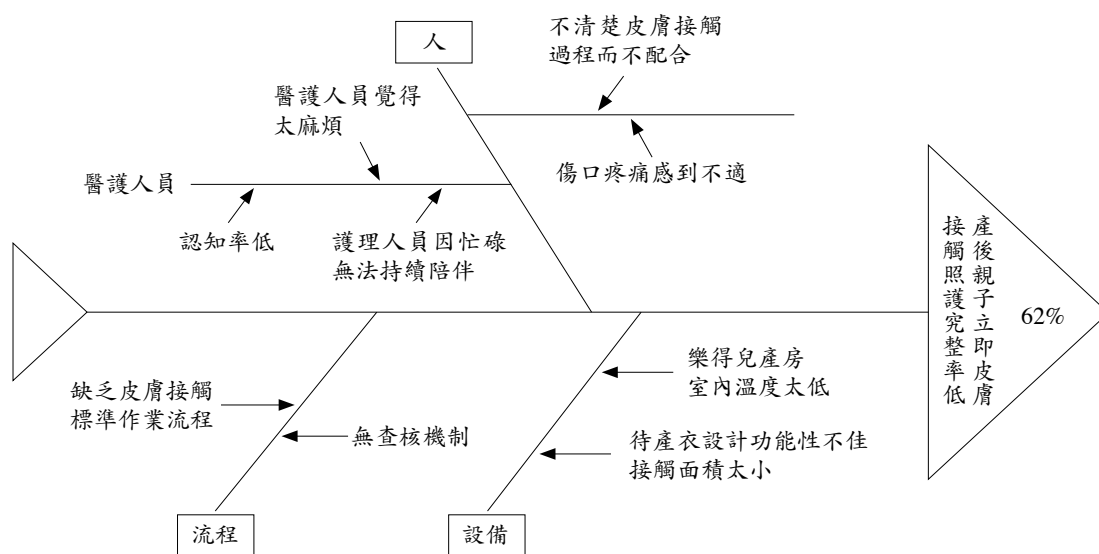 人
不清楚皮膚接觸
過程而不配合
醫護人員覺得
太麻煩
傷口疼痛感到不適
醫護人員
認知率低
護理人員因忙碌
無法持續陪伴
產後親子立即皮膚
接觸照護究整率低
62%
樂得兒產房
室內溫度太低
缺乏皮膚接觸
標準作業流程
無查核機制
待產衣設計功能性不佳
接觸面積太小
流程
設備